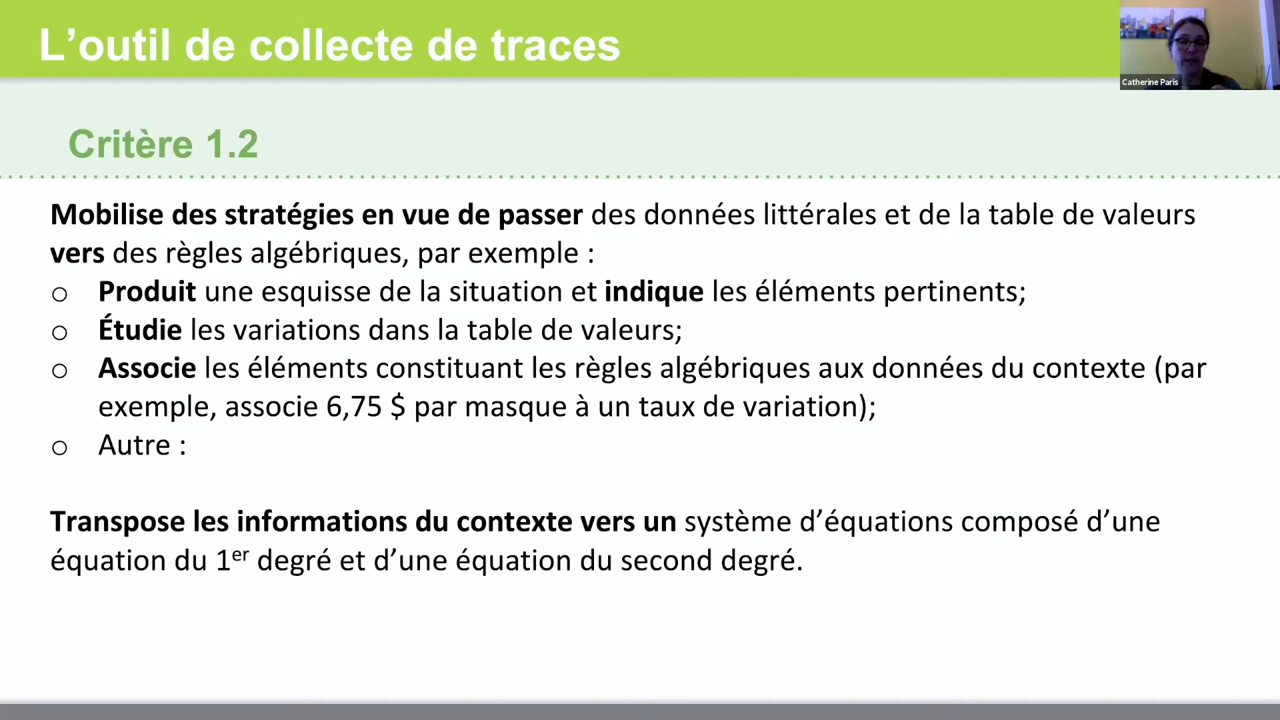 L'outil de collecte de traces
Catherine Paris
Critère 1.2
Mobilise des stratégies en vue de passer des données littérales et de la table de valeurs
vers des règles algébriques, par exemple :
o Produit une esquisse de la situation et indique les éléments pertinents;
o Étudie les variations dans la table de valeurs;
o Associe les éléments constituant les règles algébriques aux données du contexte (par
exemple, associe 6,75 $ par masque à un taux de variation);
o Autre :
Transpose les informations du contexte vers un système d'équations composé d'une
équation du 1er degré et d'une équation du second degré.